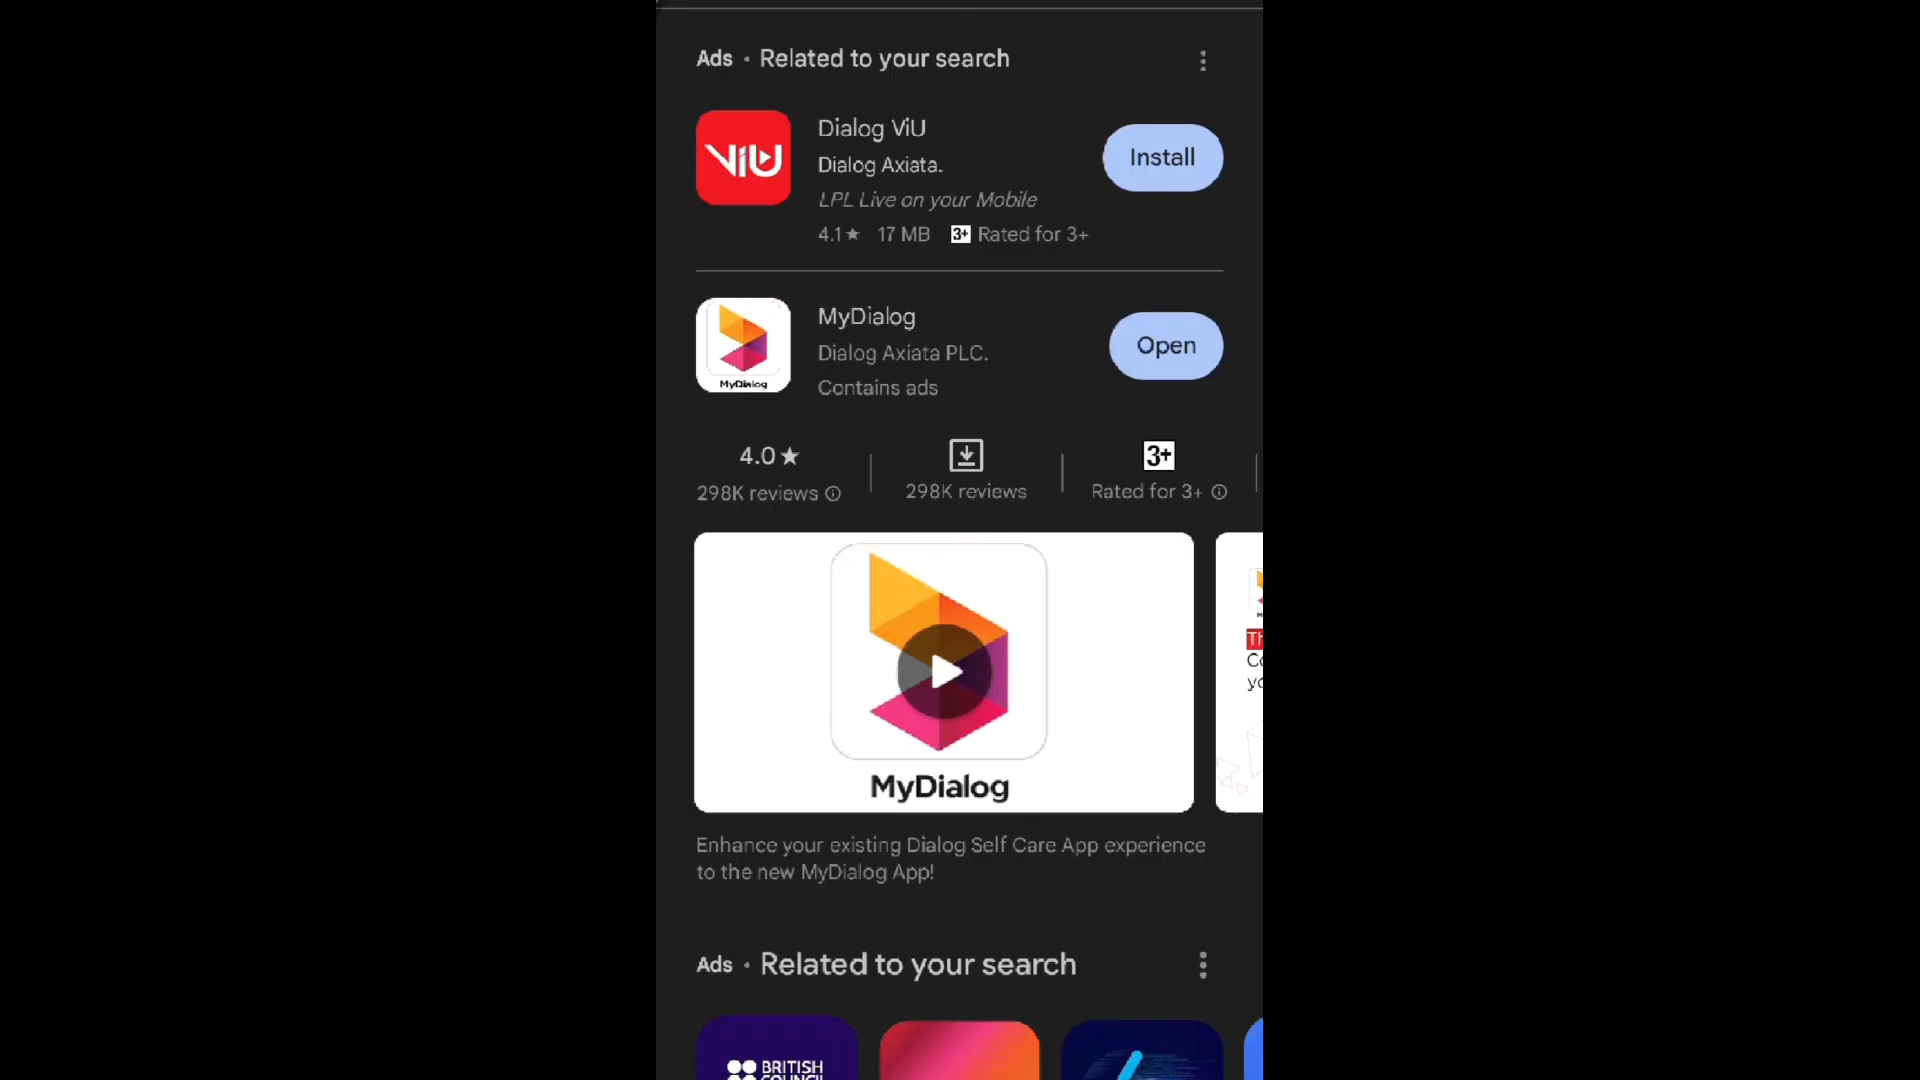 Ads • Related to your search
ViU
Dialog ViU
Dialog Axiata.
LPL Live on your Mobile
4.1★ 17 MB 3+ Rated for 3+
Install
MyDialog
MyDialog
Dialog Axiata PLC.
Contains ads
Open
4.0★
298K reviews
298K reviews
3+
Rated for 3+
MyDialog
Enhance your existing Dialog Self Care App experience
to the new MyDialog App!
Ads • Related to your search
BRITISH
COUNCIL